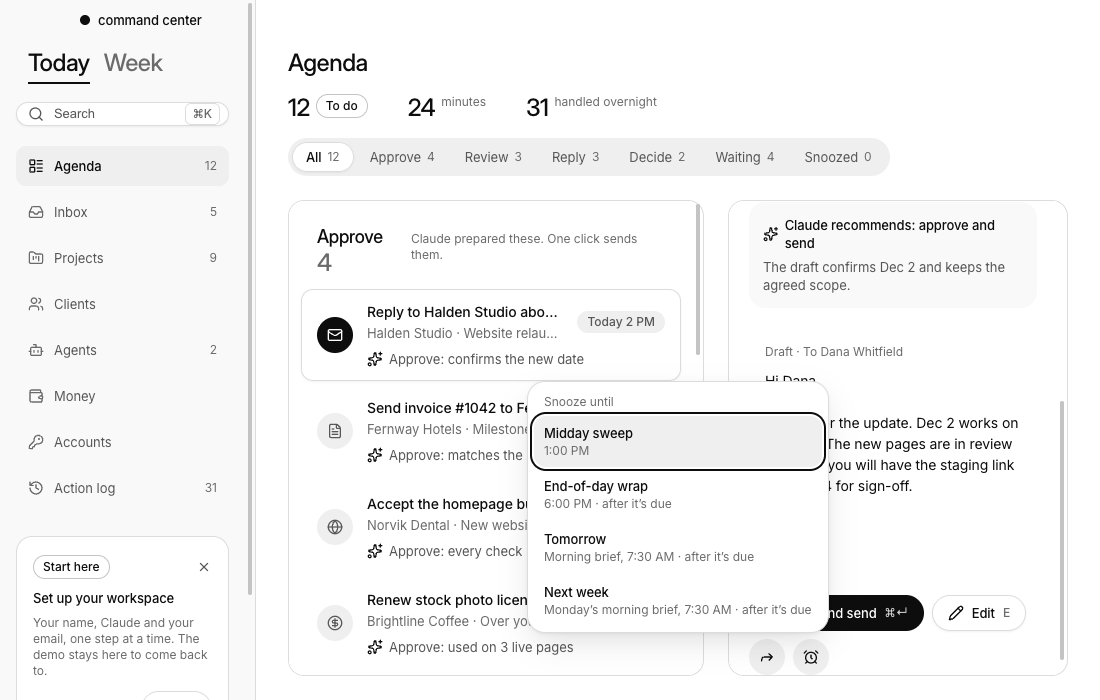 command center
Today Week
Search ⌘K
Agenda 12
Inbox 5
Projects 9
Clients
Agents 2
Money
Accounts
Action log 31
Start here
Set up your workspace
Your name, Claude and your
email, one step at a time. The
demo stays here to come back
to.
Agenda
12 To do 24 minutes 31 handled overnight
All 12 Approve 4 Review 3 Reply 3 Decide 2 Waiting 4 Snoozed 0
Approve
4
Claude prepared these. One click sends
them.
Reply to Halden Studio abo…
Halden Studio · Website relau…
Approve: confirms the new date
Today 2 PM
Send invoice #1042 to
Fernway Hotels ·
Approve: matches the
Accept the homepage
Norvik Dental · New
Approve: every check
Renew stock photo
Brightline Coffee · Over
Approve: used on 3 live pages
Snooze until
Midday sweep
1:00 PM
End-of-day wrap
6:00 PM · after it’s due
Tomorrow
Morning brief, 7:30 AM · after it’s due
Next week
Monday’s morning brief, 7:30 AM · after it’s due
Claude recommends: approve and
send
The draft confirms Dec 2 and keeps the
agreed scope.
Draft · To Dana Whitfield
Hi Dana
the update. Dec 2 works on
The new pages are in review
you will have the staging link
for sign-off.
send ⌘↵
Edit E